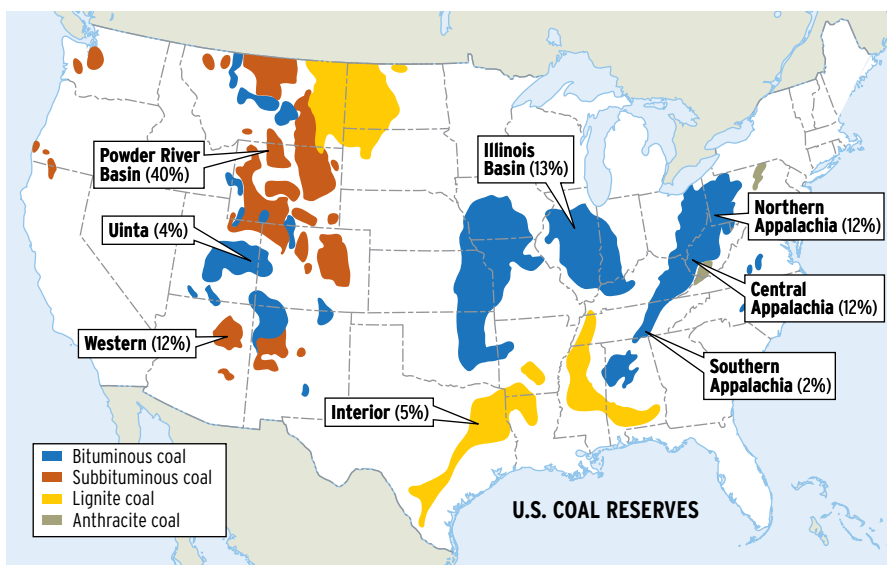 Powder River
Basin (40%)
Illinois
Basin (13%)
Northern
Appalachia (12%)
Uinta (4%)
Central
Appalachia (12%)
Western (12%)
Southern
Appalachia (2%)
Interior (5%)
Bituminous coal
Subbituminous coal
Lignite coal
Anthracite coal
U.S. COAL RESERVES